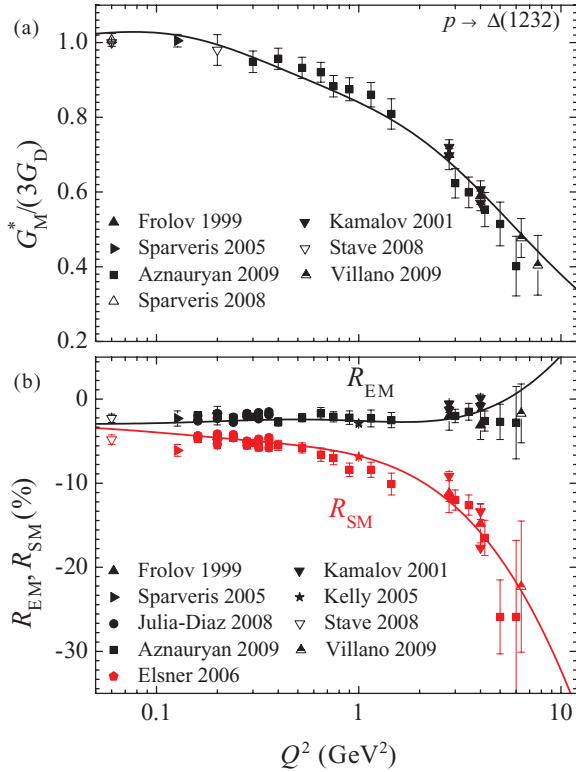 (a)
p → Δ(1232)
1.0
0.8
0.6
0.4
0.2
G*M/(3GD)
Frolov 1999
Sparveris 2005
Aznauryan 2009
Sparveris 2008
Kamalov 2001
Stave 2008
Villano 2009
(b)
REM
RSM
0
-10
-20
-30
REM, RSM (%)
Frolov 1999
Sparveris 2005
Julia-Diaz 2008
Aznauryan 2009
Elsner 2006
Kamalov 2001
Kelly 2005
Stave 2008
Villano 2009
0.1
1
10
Q² (GeV²)